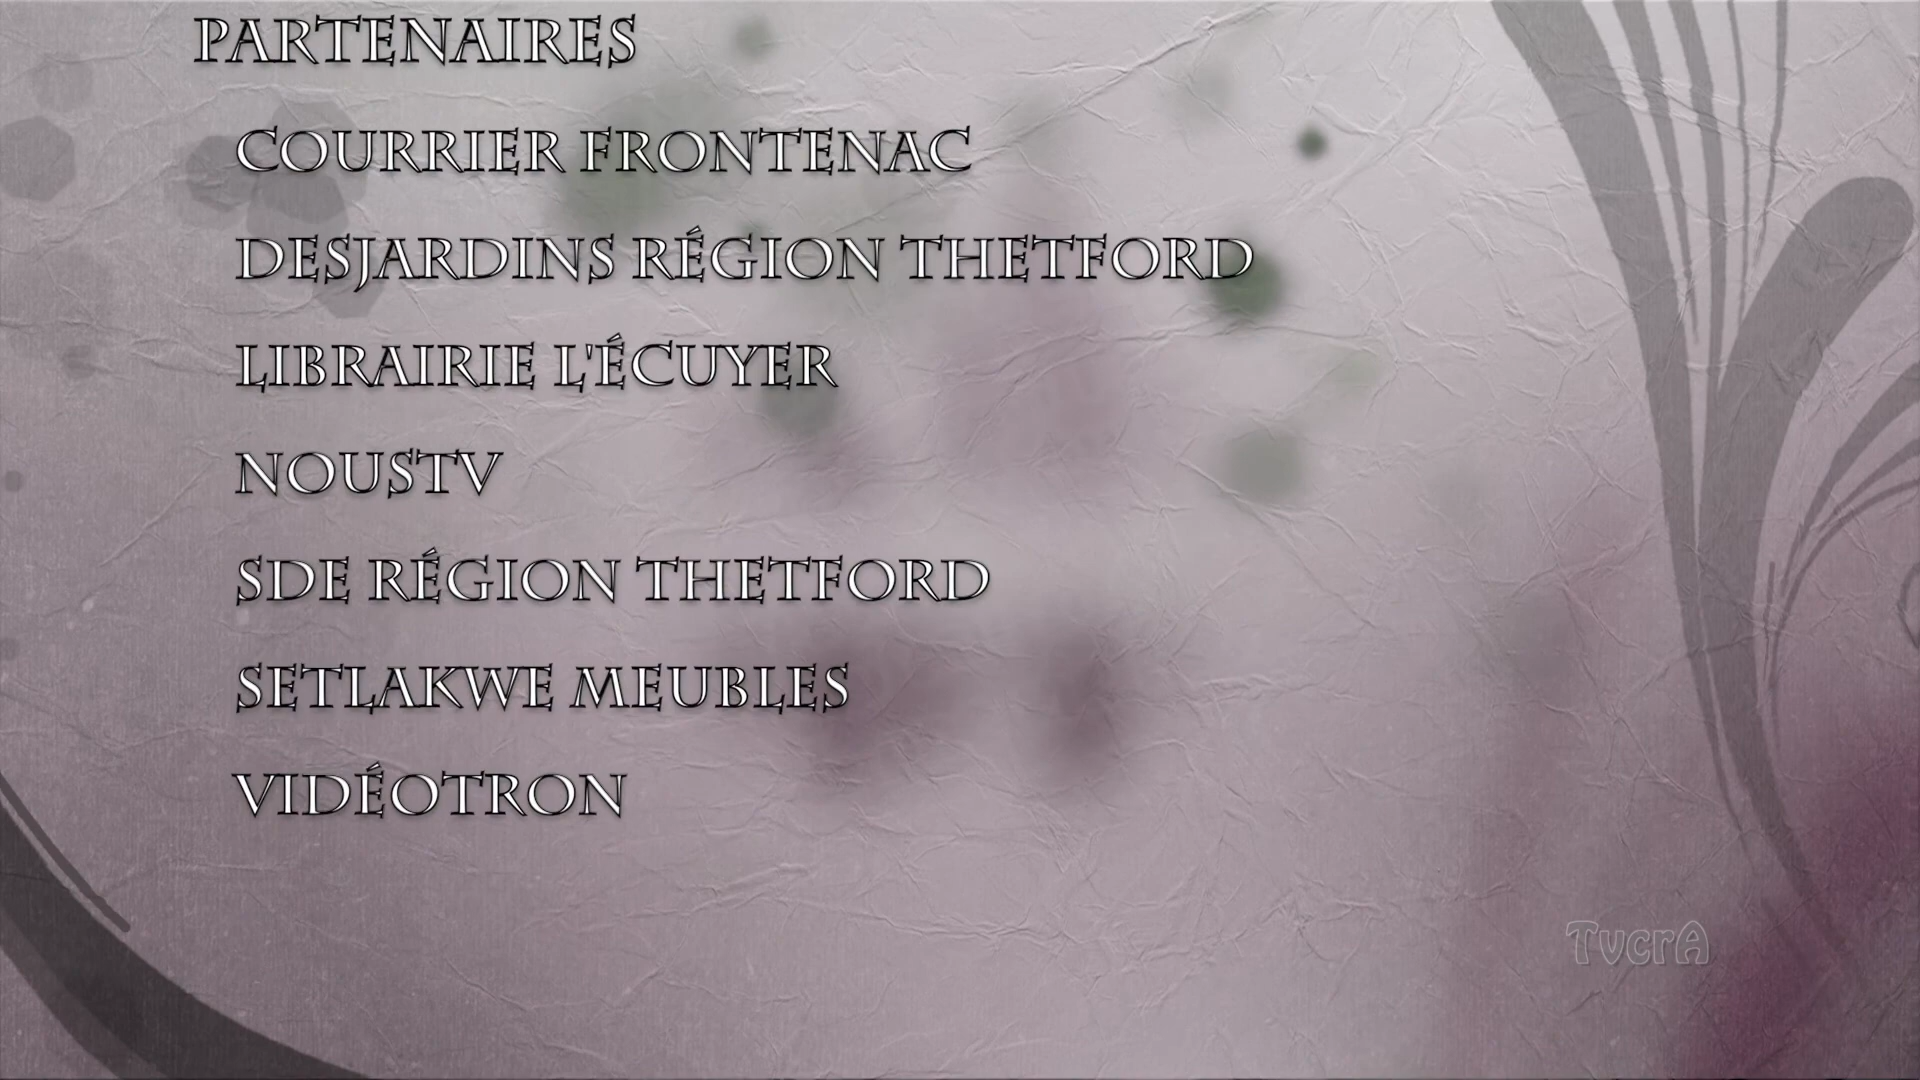 PARTENAIRES
COURRIER FRONTENAC
DESJARDINS RÉGION THETFORD
LIBRAIRIE L'ÉCUYER
NOUSTV
SDE RÉGION THETFORD
SETLAKWE MEUBLES
VIDÉOTRON
TvcrA